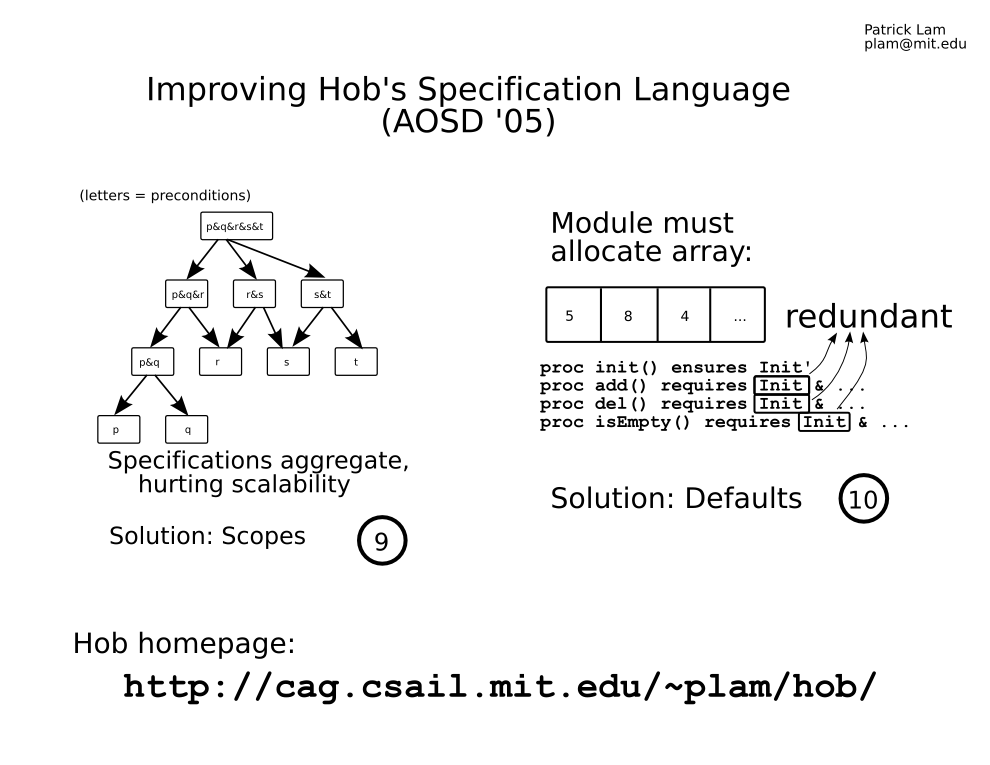 Patrick Lam
plam@mit.edu
Improving Hob's Specification Language
(AOSD '05)
(letters = preconditions)
p&q&r&s&t
p&q&r
r&s
s&t
p&q
r
s
t
p
q
Specifications aggregate,
hurting scalability
Solution: Scopes
9
Module must
allocate array:
5 8 4 ...
redundant
proc init() ensures Init'
proc add() requires Init & ...
proc del() requires Init & ...
proc isEmpty() requires Init & ...
Solution: Defaults
10
Hob homepage:
http://cag.csail.mit.edu/~plam/hob/